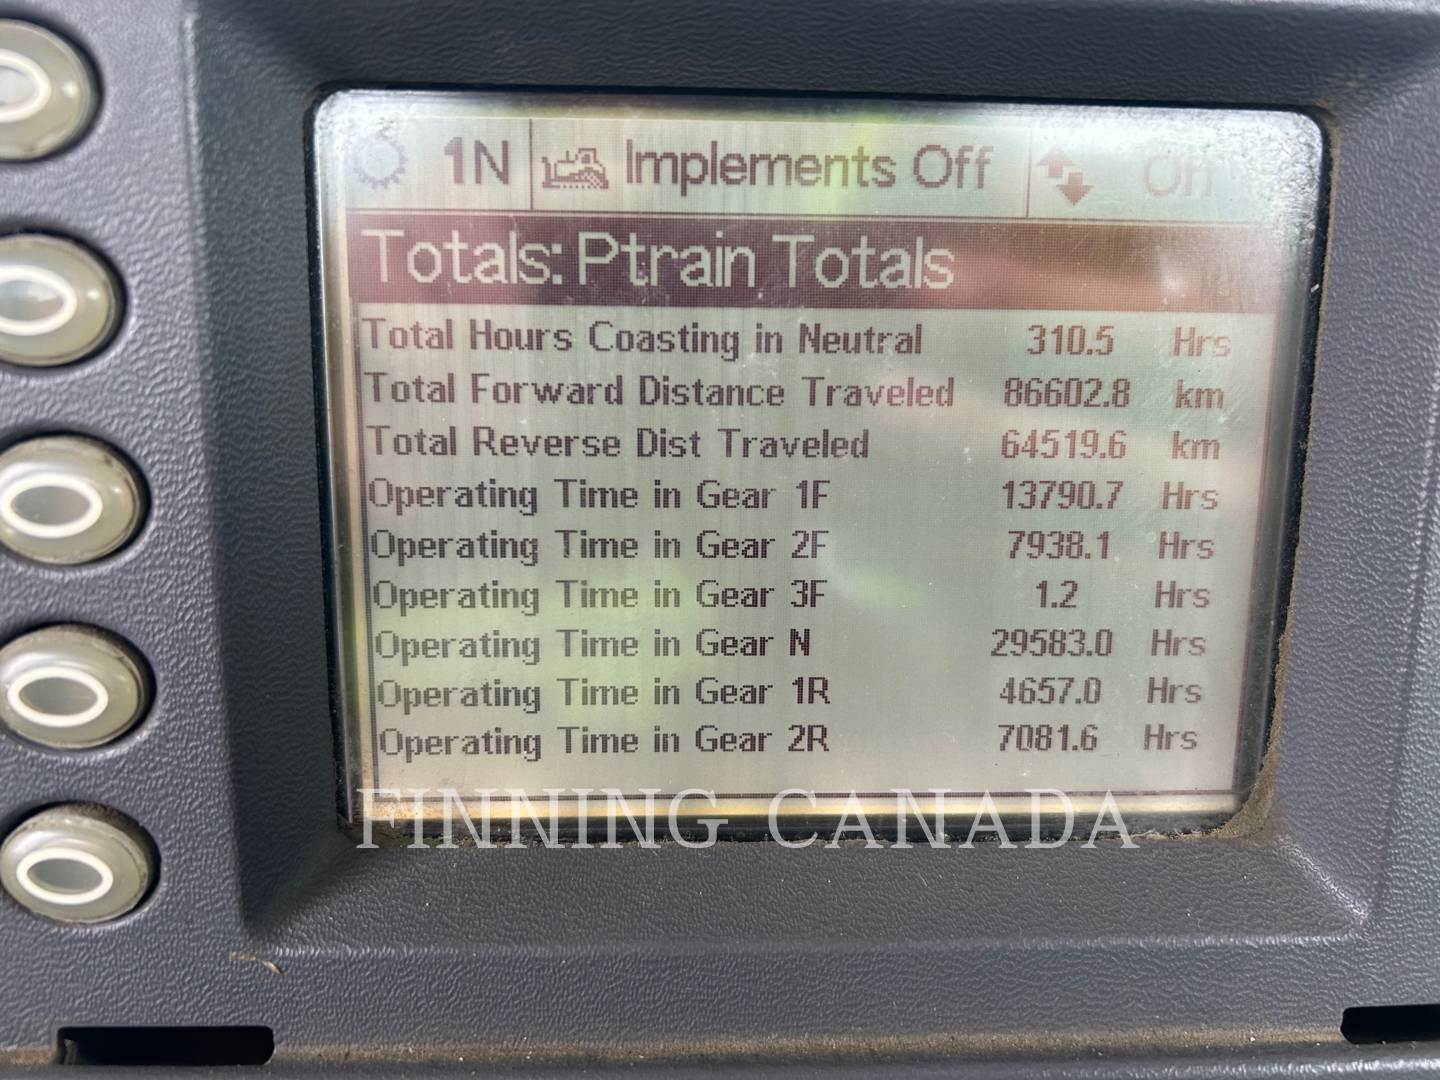 1N Implements Off Off
Totals: Ptrain Totals
Total Hours Coasting in Neutral 310.5 Hrs
Total Forward Distance Traveled 86602.8 km
Total Reverse Dist Traveled 64519.6 km
Operating Time in Gear 1F 13790.7 Hrs
Operating Time in Gear 2F 7938.1 Hrs
Operating Time in Gear 3F 1.2 Hrs
Operating Time in Gear N 29583.0 Hrs
Operating Time in Gear 1R 4657.0 Hrs
Operating Time in Gear 2R 7081.6 Hrs
FINNING CANADA